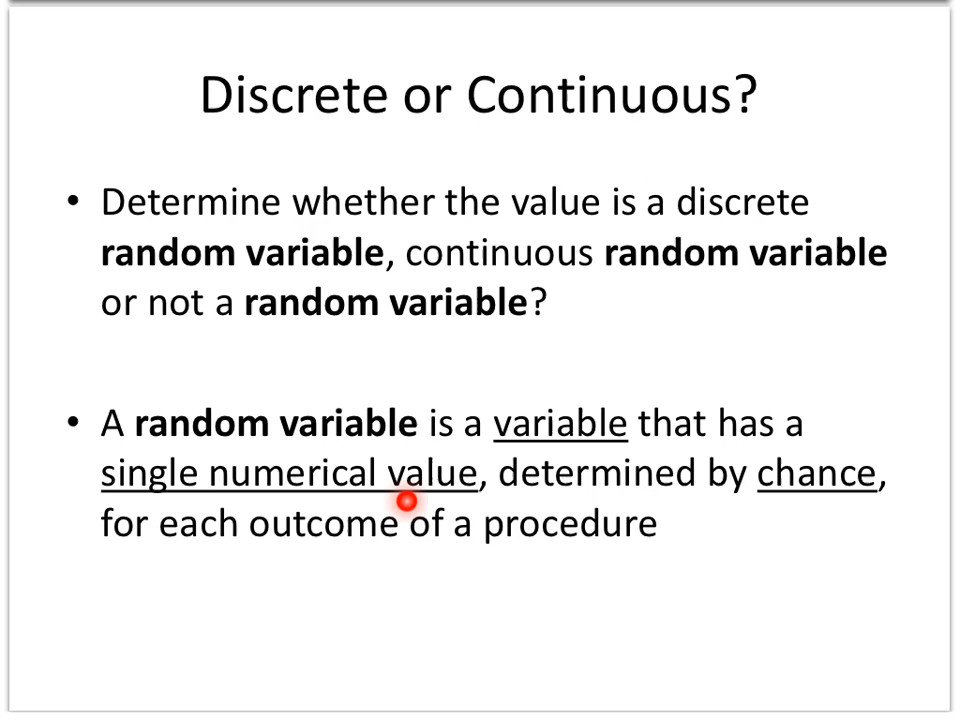 Discrete or Continuous?
• Determine whether the value is a discrete
random variable, continuous random variable
or not a random variable?
• A random variable is a variable that has a
single numerical value, determined by chance,
for each outcome of a procedure